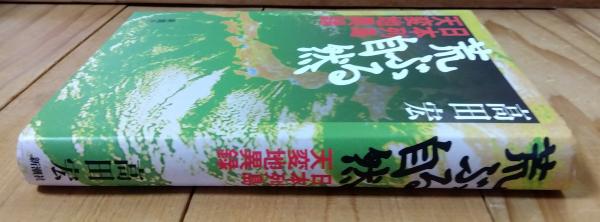 荒ぶる
自然
日本列島
天変地異録
高田宏
荒ぶる自然
日本列島
天変地異録
高田宏
新潮社